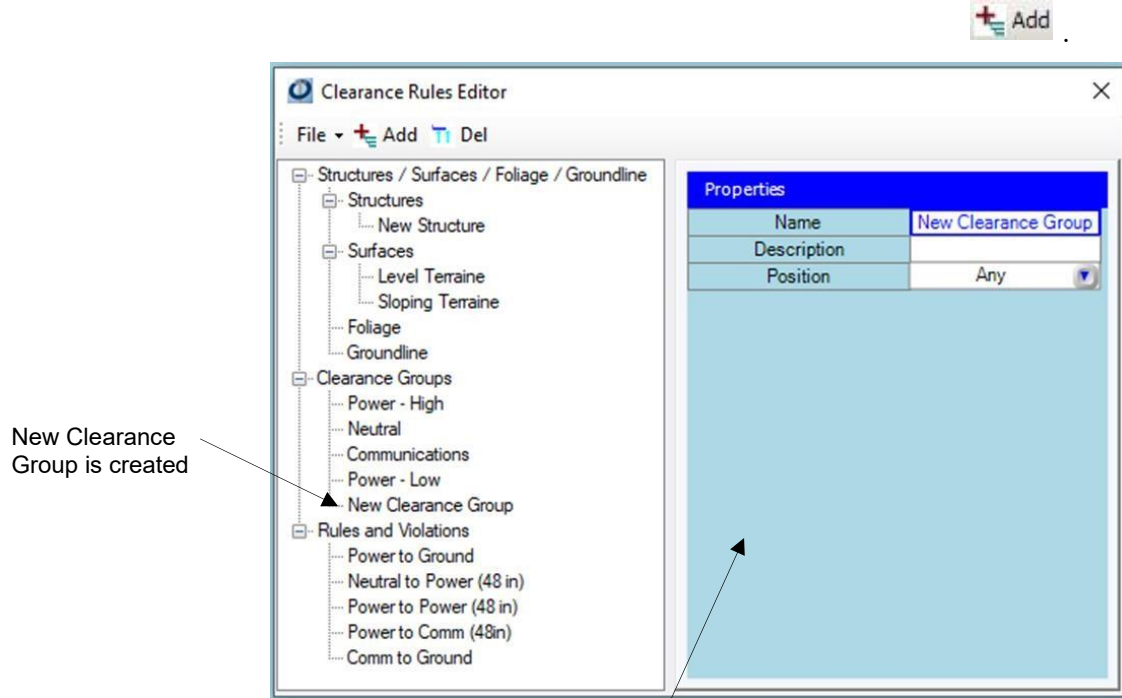 Add .
Clearance Rules Editor
File Add T1 Del
Structures / Surfaces / Foliage / Groundline
Structures
New Structure
Surfaces
Level Terraine
Sloping Terraine
Foliage
Groundline
Clearance Groups
Power - High
Neutral
Communications
Power - Low
New Clearance Group
Rules and Violations
Power to Ground
Neutral to Power (48 in)
Power to Power (48 in)
Power to Comm (48in)
Comm to Ground
Properties
Name New Clearance Group
Description
Position Any
New Clearance
Group is created